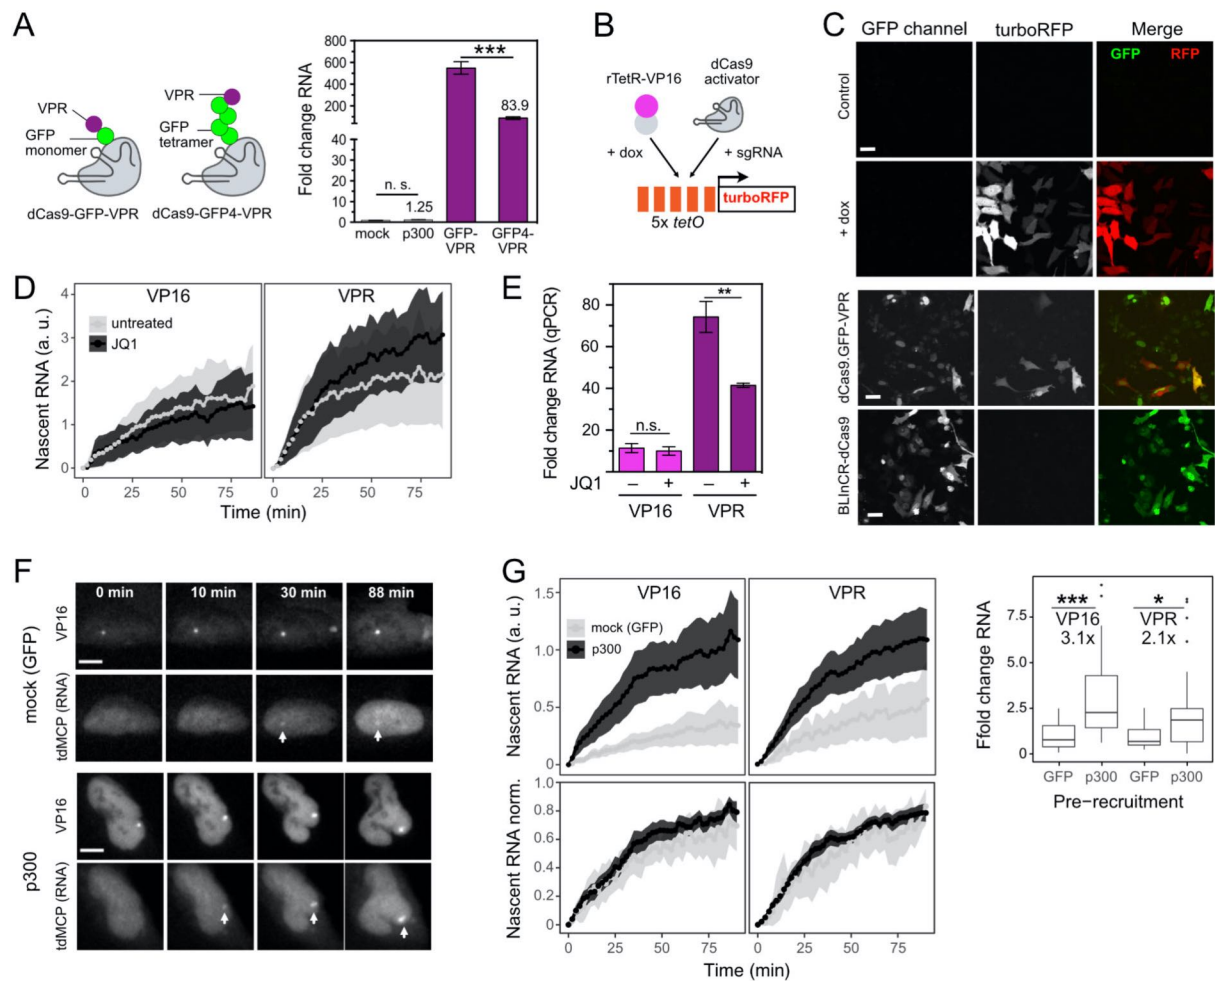 A
VPR
GFP
monomer
dCas9-GFP-VPR
VPR
GFP
tetramer
dCas9-GFP4-VPR
Fold change RNA
800
600
400
200
40
30
20
10
0
***
83.9
n. s.
1.25
mock
p300
GFP-
VPR
GFP4-
VPR
B
rTetR-VP16
dCas9
activator
+ dox
+ sgRNA
turboRFP
5x tetO
C
GFP channel
turboRFP
Merge
GFP
RFP
Control
+ dox
dCas9.GFP-VPR
BLInCR-dCas9
D
VP16
VPR
untreated
JQ1
Nascent RNA (a. u.)
4
3
2
1
0
0
25
50
75
0
25
50
75
Time (min)
E
Fold change RNA (qPCR)
80
60
40
20
**
n.s.
JQ1
–
+
–
+
VP16
VPR
F
0 min
10 min
30 min
88 min
mock (GFP)
VP16
tdMCP (RNA)
p300
VP16
tdMCP (RNA)
G
VP16
VPR
mock (GFP)
p300
Nascent RNA (a. u.)
1.5
1.0
0.5
0
Nascent RNA norm.
1.0
0.8
0.6
0.4
0.2
0
0
25
50
75
0
25
50
75
Time (min)
Ffold change RNA
7.5
5.0
2.5
0
***
VP16
3.1x
*
VPR
2.1x
GFP
p300
GFP
p300
Pre−recruitment